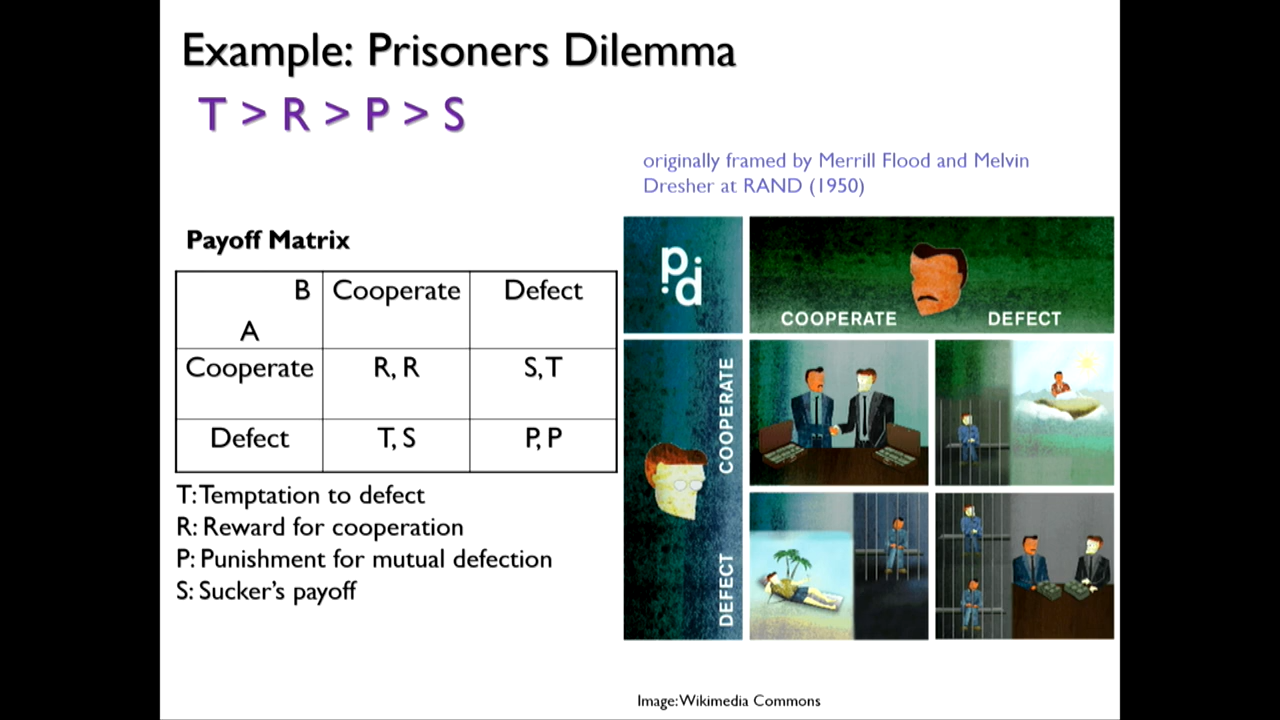 Example: Prisoners Dilemma
T > R > P > S
originally framed by Merrill Flood and Melvin
Dresher at RAND (1950)
Payoff Matrix
B Cooperate Defect
A
Cooperate R, R S,T
Defect T, S P, P
T:Temptation to defect
R: Reward for cooperation
P: Punishment for mutual defection
S: Sucker's payoff
pd
COOPERATE DEFECT
COOPERATE
DEFECT
Image:Wikimedia Commons